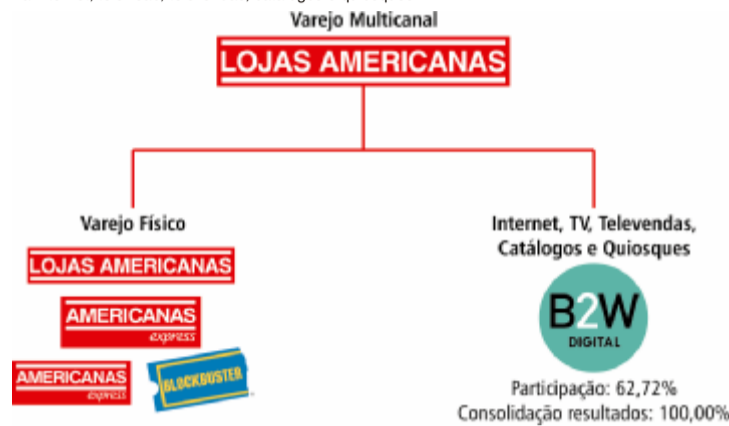 Varejo Multicanal
LOJAS AMERICANAS
Varejo Físico
LOJAS AMERICANAS
AMERICANAS
express
AMERICANAS
express
BLOCKBUSTER
Internet, TV, Televendas,
Catálogos e Quiosques
B2W
DIGITAL
Participação: 62,72%
Consolidação resultados: 100,00%